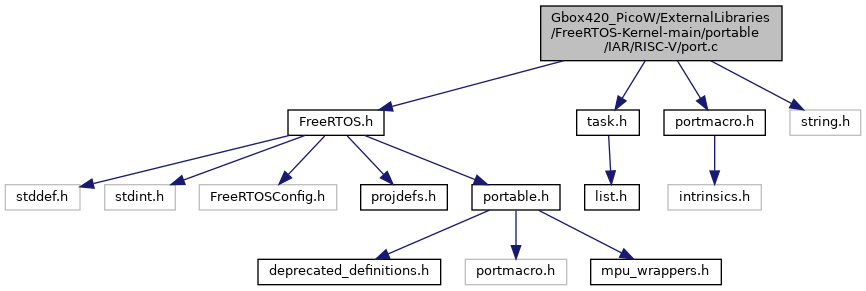 Gbox420_PicoW/ExternalLibraries
/FreeRTOS-Kernel-main/portable
/IAR/RISC-V/port.c
FreeRTOS.h
task.h
portmacro.h
string.h
stddef.h
stdint.h
FreeRTOSConfig.h
projdefs.h
portable.h
list.h
intrinsics.h
deprecated_definitions.h
portmacro.h
mpu_wrappers.h